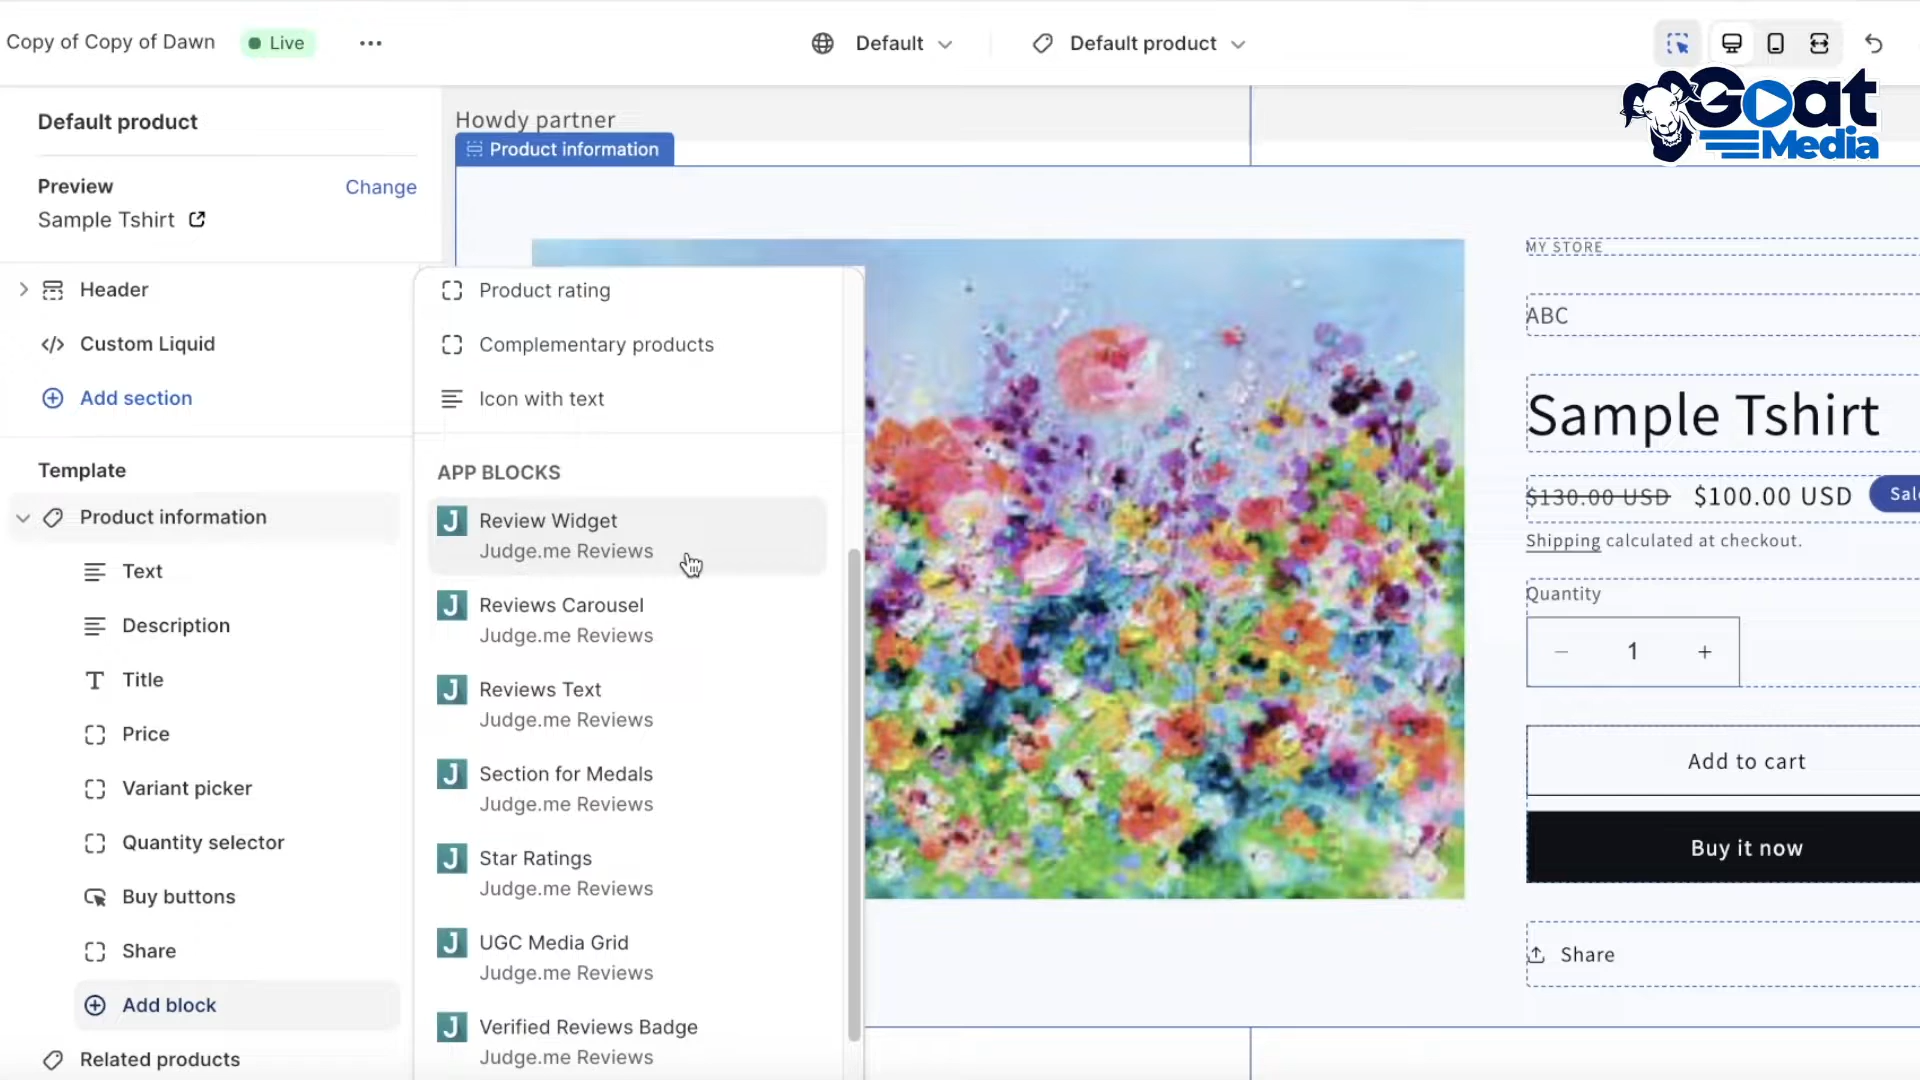 Copy of Copy of Dawn
Live
Default
Default product
Goat
Media
Default product
Preview
Change
Sample Tshirt
Header
Custom Liquid
Add section
Template
Product information
Text
Description
Title
Price
Variant picker
Quantity selector
Buy buttons
Share
Add block
Related products
Product rating
Complementary products
Icon with text
APP BLOCKS
J Review Widget
Judge.me Reviews
J Reviews Carousel
Judge.me Reviews
J Reviews Text
Judge.me Reviews
J Section for Medals
Judge.me Reviews
J Star Ratings
Judge.me Reviews
J UGC Media Grid
Judge.me Reviews
J Verified Reviews Badge
Judge.me Reviews
Howdy partner
Product information
MY STORE
ABC
Sample Tshirt
$130.00 USD $100.00 USD Sal
Shipping calculated at checkout.
Quantity
− 1 +
Add to cart
Buy it now
Share